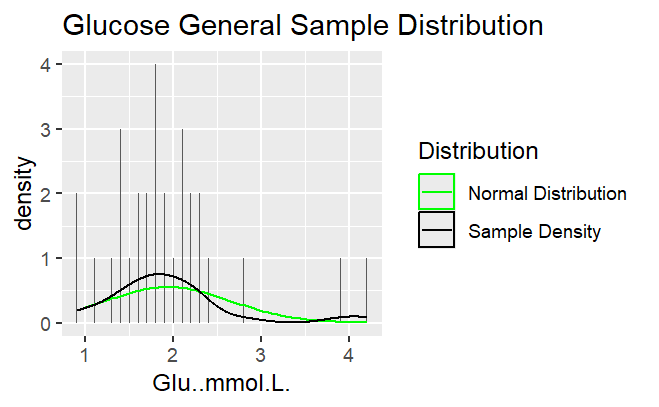 Glucose General Sample Distribution
4
3
2
1
0
density
1 2 3 4
Glu..mmol.L.
Distribution
Normal Distribution
Sample Density